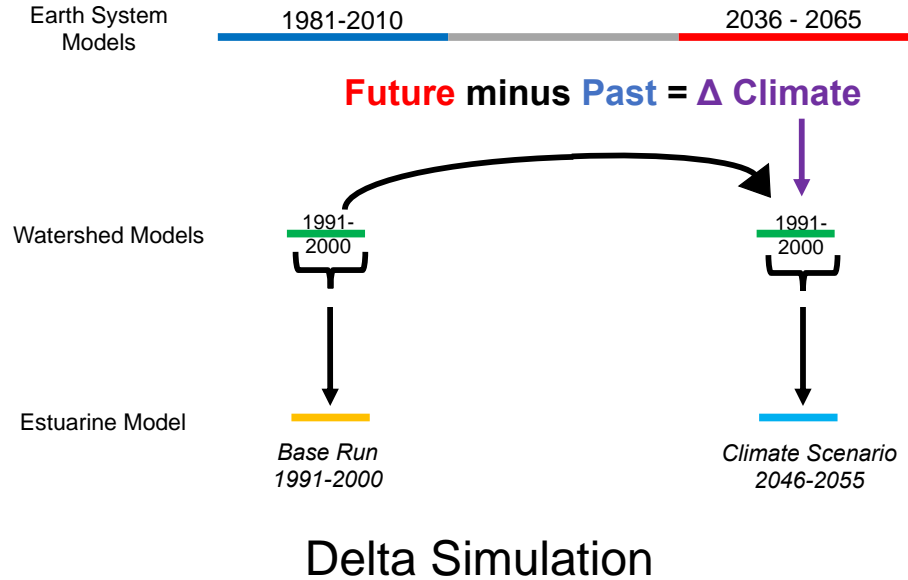 Earth System
Models
1981-2010
2036 - 2065
Future minus Past = Δ Climate
Watershed Models
1991-
2000
1991-
2000
Estuarine Model
Base Run
1991-2000
Climate Scenario
2046-2055
Delta Simulation